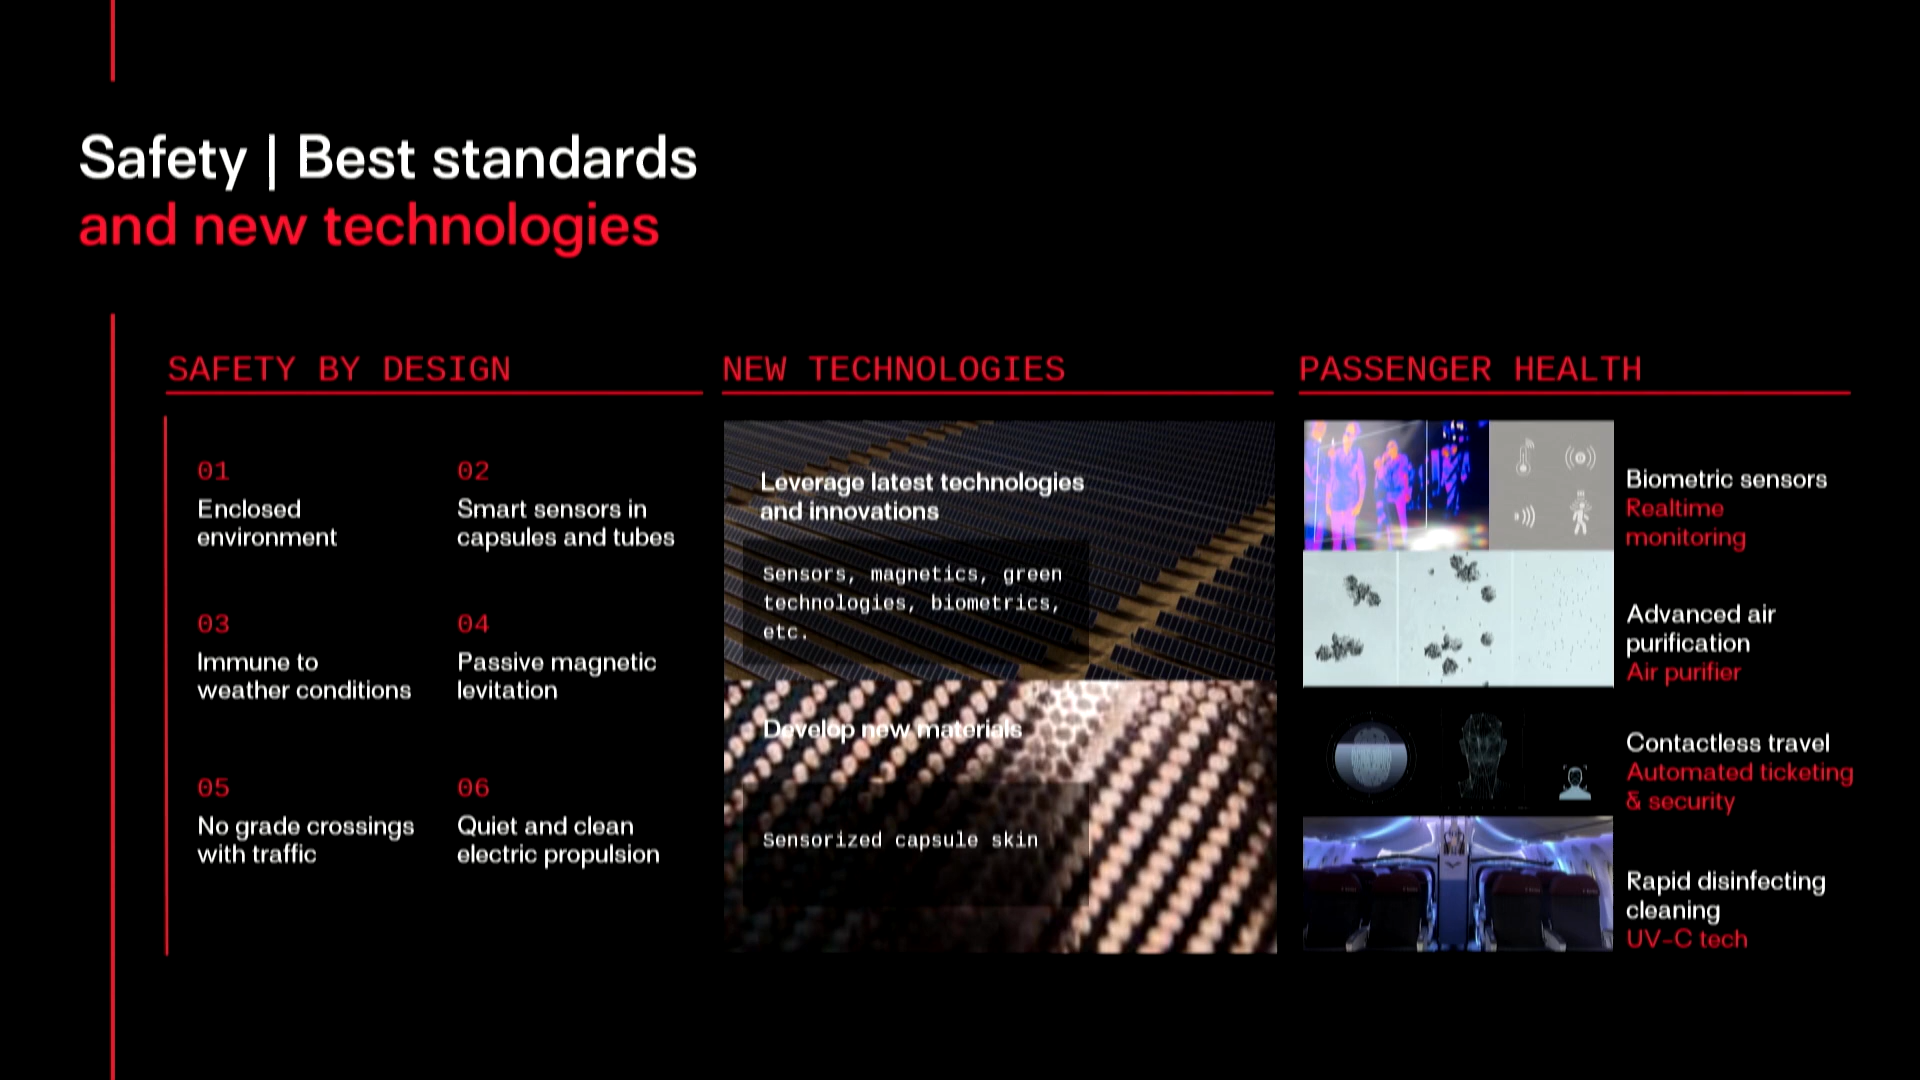 Safety | Best standards
and new technologies
SAFETY BY DESIGN
01
Enclosed
environment
02
Smart sensors in
capsules and tubes
03
Immune to
weather conditions
04
Passive magnetic
levitation
05
No grade crossings
with traffic
06
Quiet and clean
electric propulsion
NEW TECHNOLOGIES
Leverage latest technologies
and innovations
Sensors, magnetics, green
technologies, biometrics,
etc.
Develop new materials
Sensorized capsule skin
PASSENGER HEALTH
Biometric sensors
Realtime
monitoring
Advanced air
purification
Air purifier
Contactless travel
Automated ticketing
& security
Rapid disinfecting
cleaning
UV-C tech